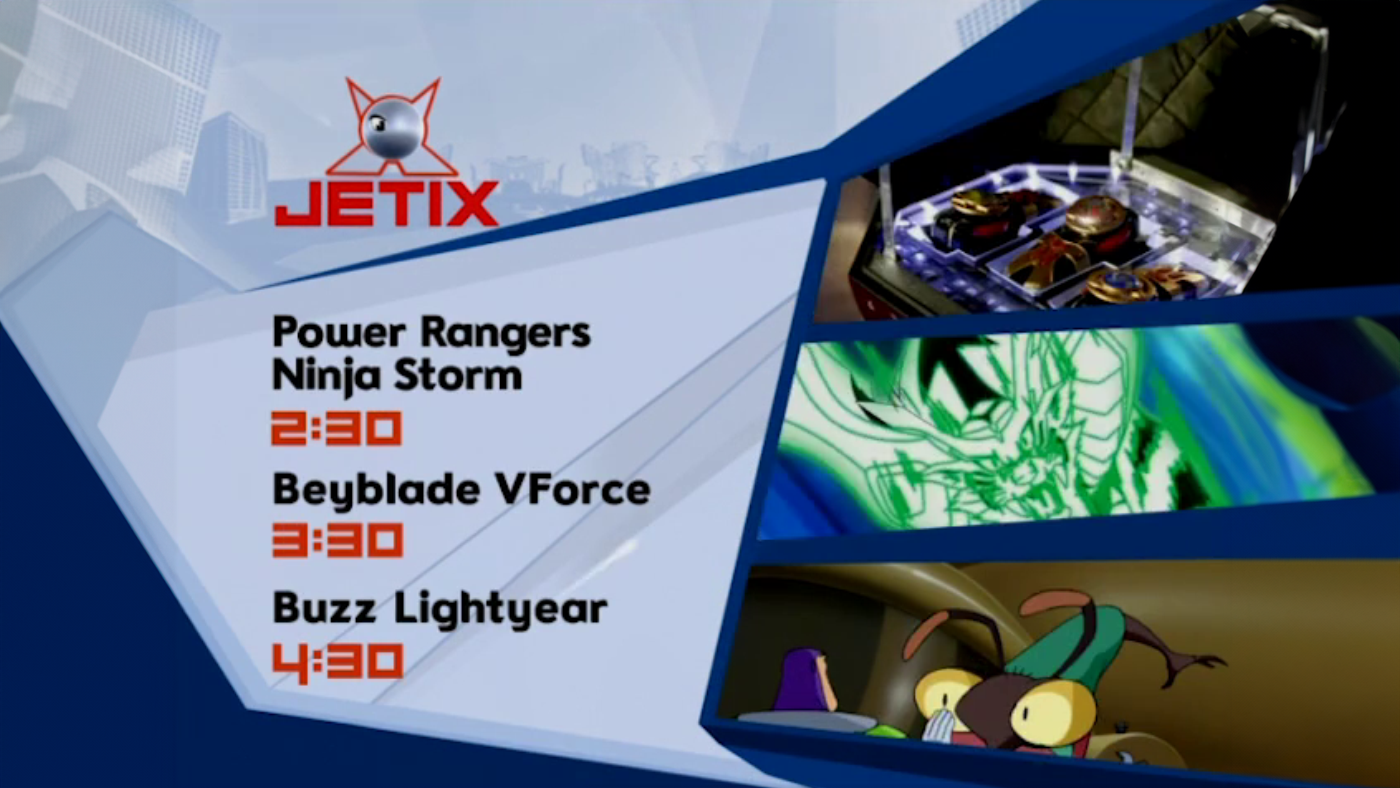 JETIX
Power Rangers
Ninja Storm
2:30
Beyblade VForce
3:30
Buzz Lightyear
4:30